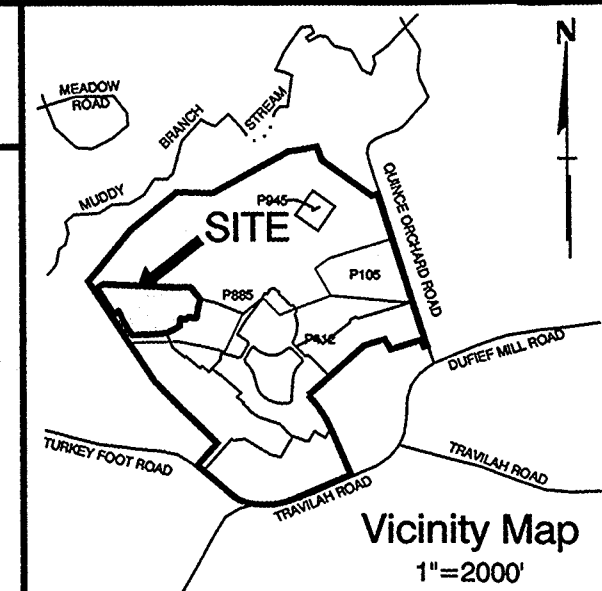 N
MEADOW
ROAD
BRANCH
STREAM
MUDDY
QUINCE ORCHARD ROAD
P945
SITE
P105
P885
P412
DUFIEF MILL ROAD
TURKEY FOOT ROAD
TRAVILAH ROAD
TRAVILAH ROAD
Vicinity Map
1"=2000'